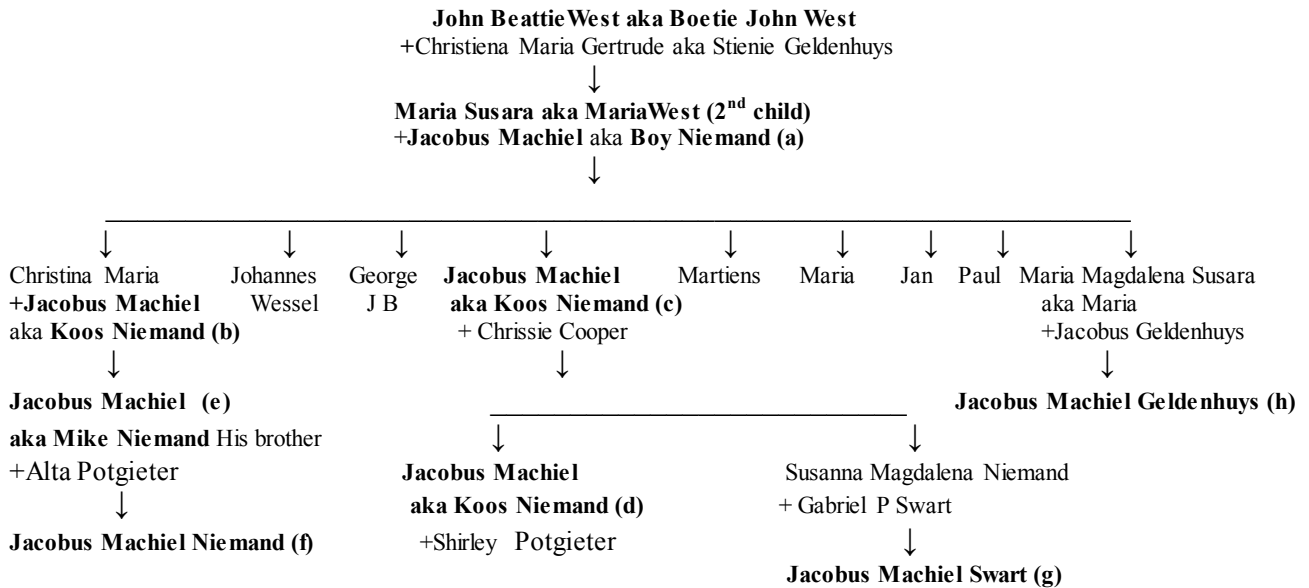 John BeattieWest aka Boetie John West
+Christiena Maria Gertrude aka Stienie Geldenhuys
↓
Maria Susara aka MariaWest (2nd child)
+Jacobus Machiel aka Boy Niemand (a)
↓
↓ ↓ ↓ ↓ ↓ ↓ ↓ ↓ ↓
Christina Maria Johannes George Jacobus Machiel Martiens Maria Jan Paul Maria Magdalena Susara
+Jacobus Machiel Wessel J B aka Koos Niemand (c) aka Maria
aka Koos Niemand (b) + Chrissie Cooper +Jacobus Geldenhuys
↓ ↓ ↓
Jacobus Machiel (e) Jacobus Machiel Geldenhuys (h)
aka Mike Niemand His brother
↓ ↓
+Alta Potgieter Jacobus Machiel Susanna Magdalena Niemand
aka Koos Niemand (d) + Gabriel P Swart
↓
Jacobus Machiel Niemand (f) +Shirley Potgieter
↓
Jacobus Machiel Swart (g)